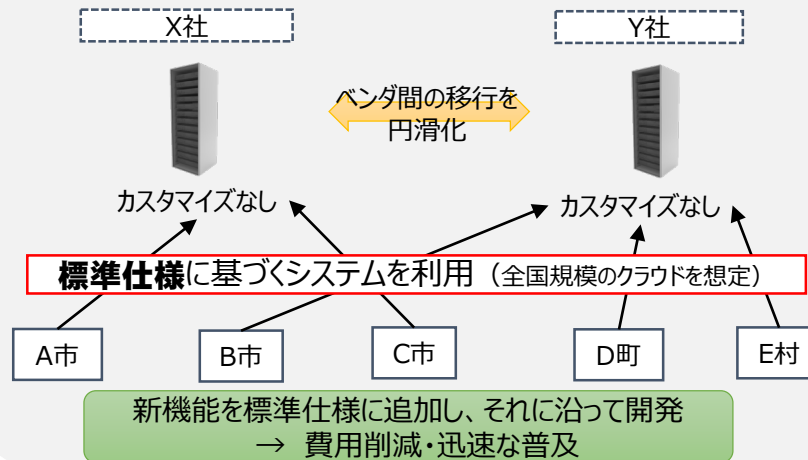 X社
Y社
ベンダ間の移行を
円滑化
カスタマイズなし
カスタマイズなし
標準仕様に基づくシステムを利用（全国規模のクラウドを想定）
A市
B市
C市
D町
E村
新機能を標準仕様に追加し、それに沿って開発
→ 費用削減・迅速な普及